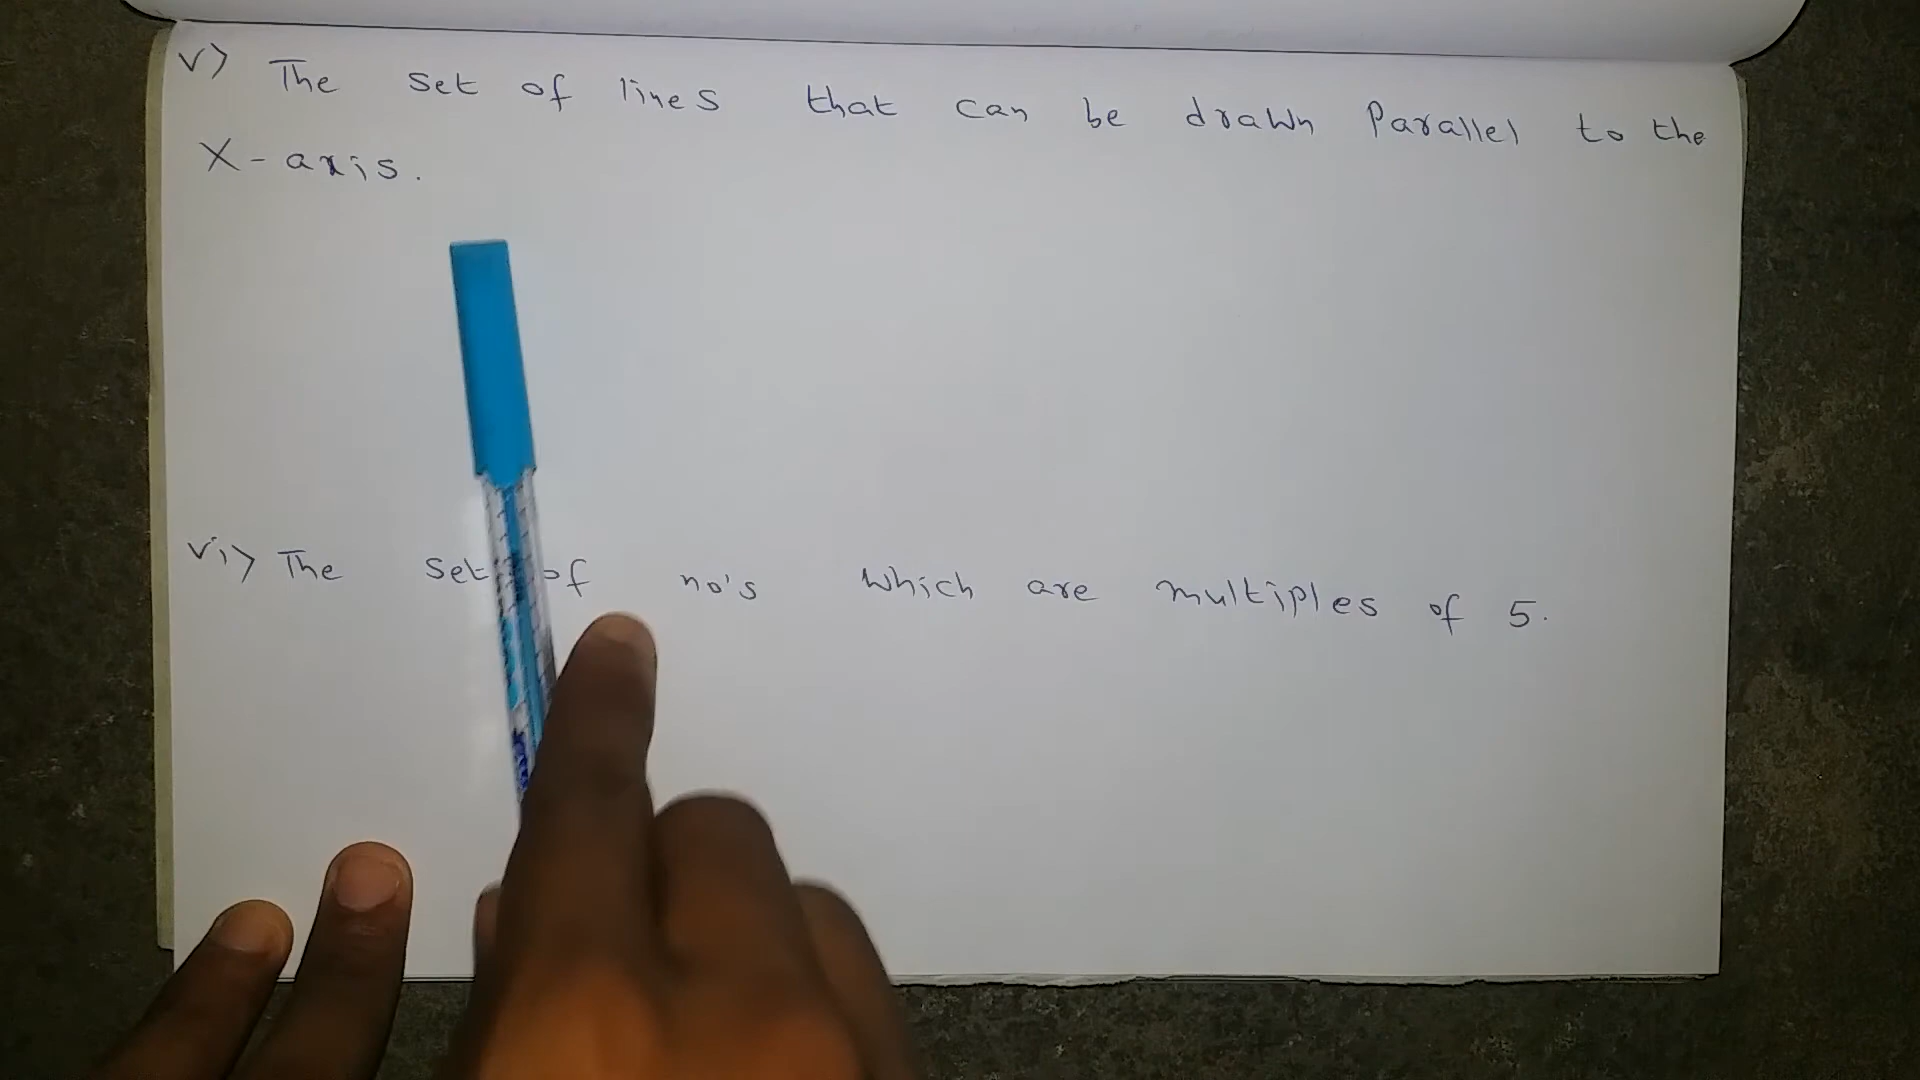 v> The set of lines that can be drawn Parallel to the
X-axis.
vi> The set of no's which are multiples of 5.